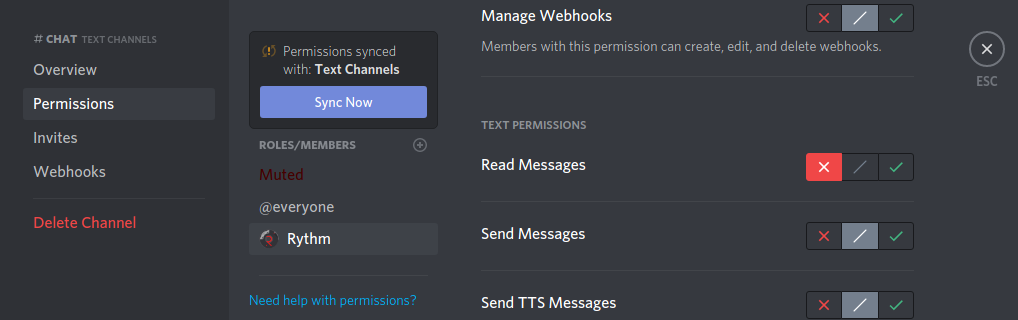 # CHAT TEXT CHANNELS
Overview
Permissions
Invites
Webhooks
Delete Channel
Permissions synced
with: Text Channels
Sync Now
ROLES/MEMBERS
Muted
@everyone
Rythm
Need help with permissions?
Manage Webhooks
Members with this permission can create, edit, and delete webhooks.
TEXT PERMISSIONS
Read Messages
Send Messages
Send TTS Messages
ESC